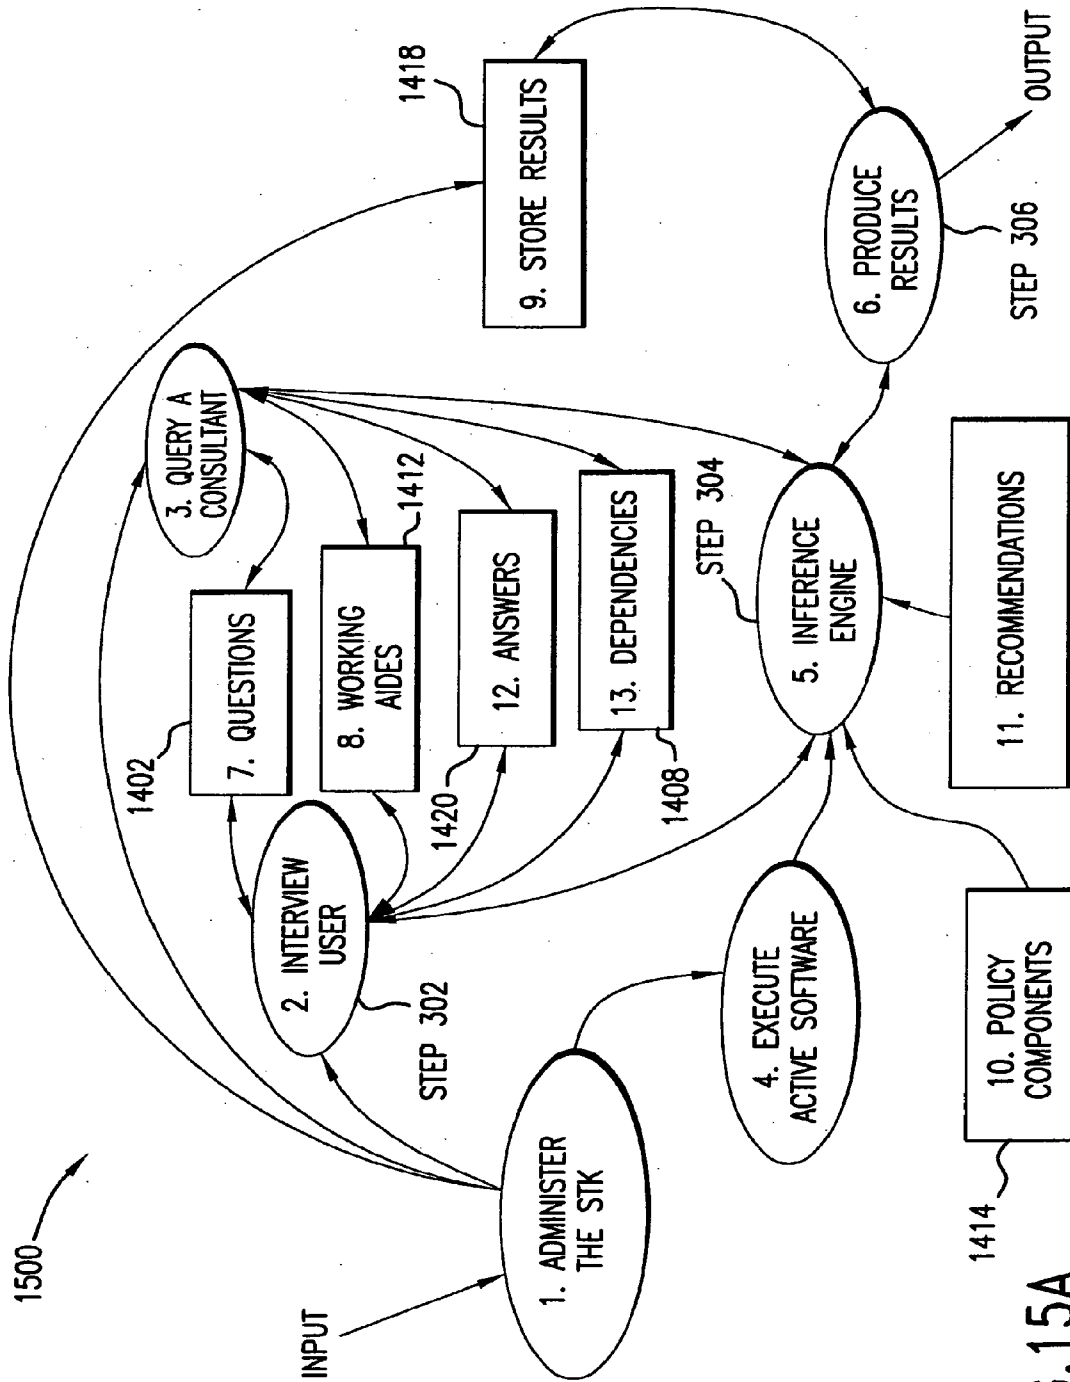 1500
INPUT
1. ADMINISTER
THE STK
2. INTERVIEW
USER
STEP 302
3. QUERY A
CONSULTANT
1402
7. QUESTIONS
8. WORKING
AIDES
1412
12. ANSWERS
1420
13. DEPENDENCIES
1408
9. STORE RESULTS
1418
4. EXECUTE
ACTIVE SOFTWARE
5. INFERENCE
ENGINE
STEP 304
6. PRODUCE
RESULTS
STEP 306
OUTPUT
10. POLICY
COMPONENTS
1414
11. RECOMMENDATIONS
.15A